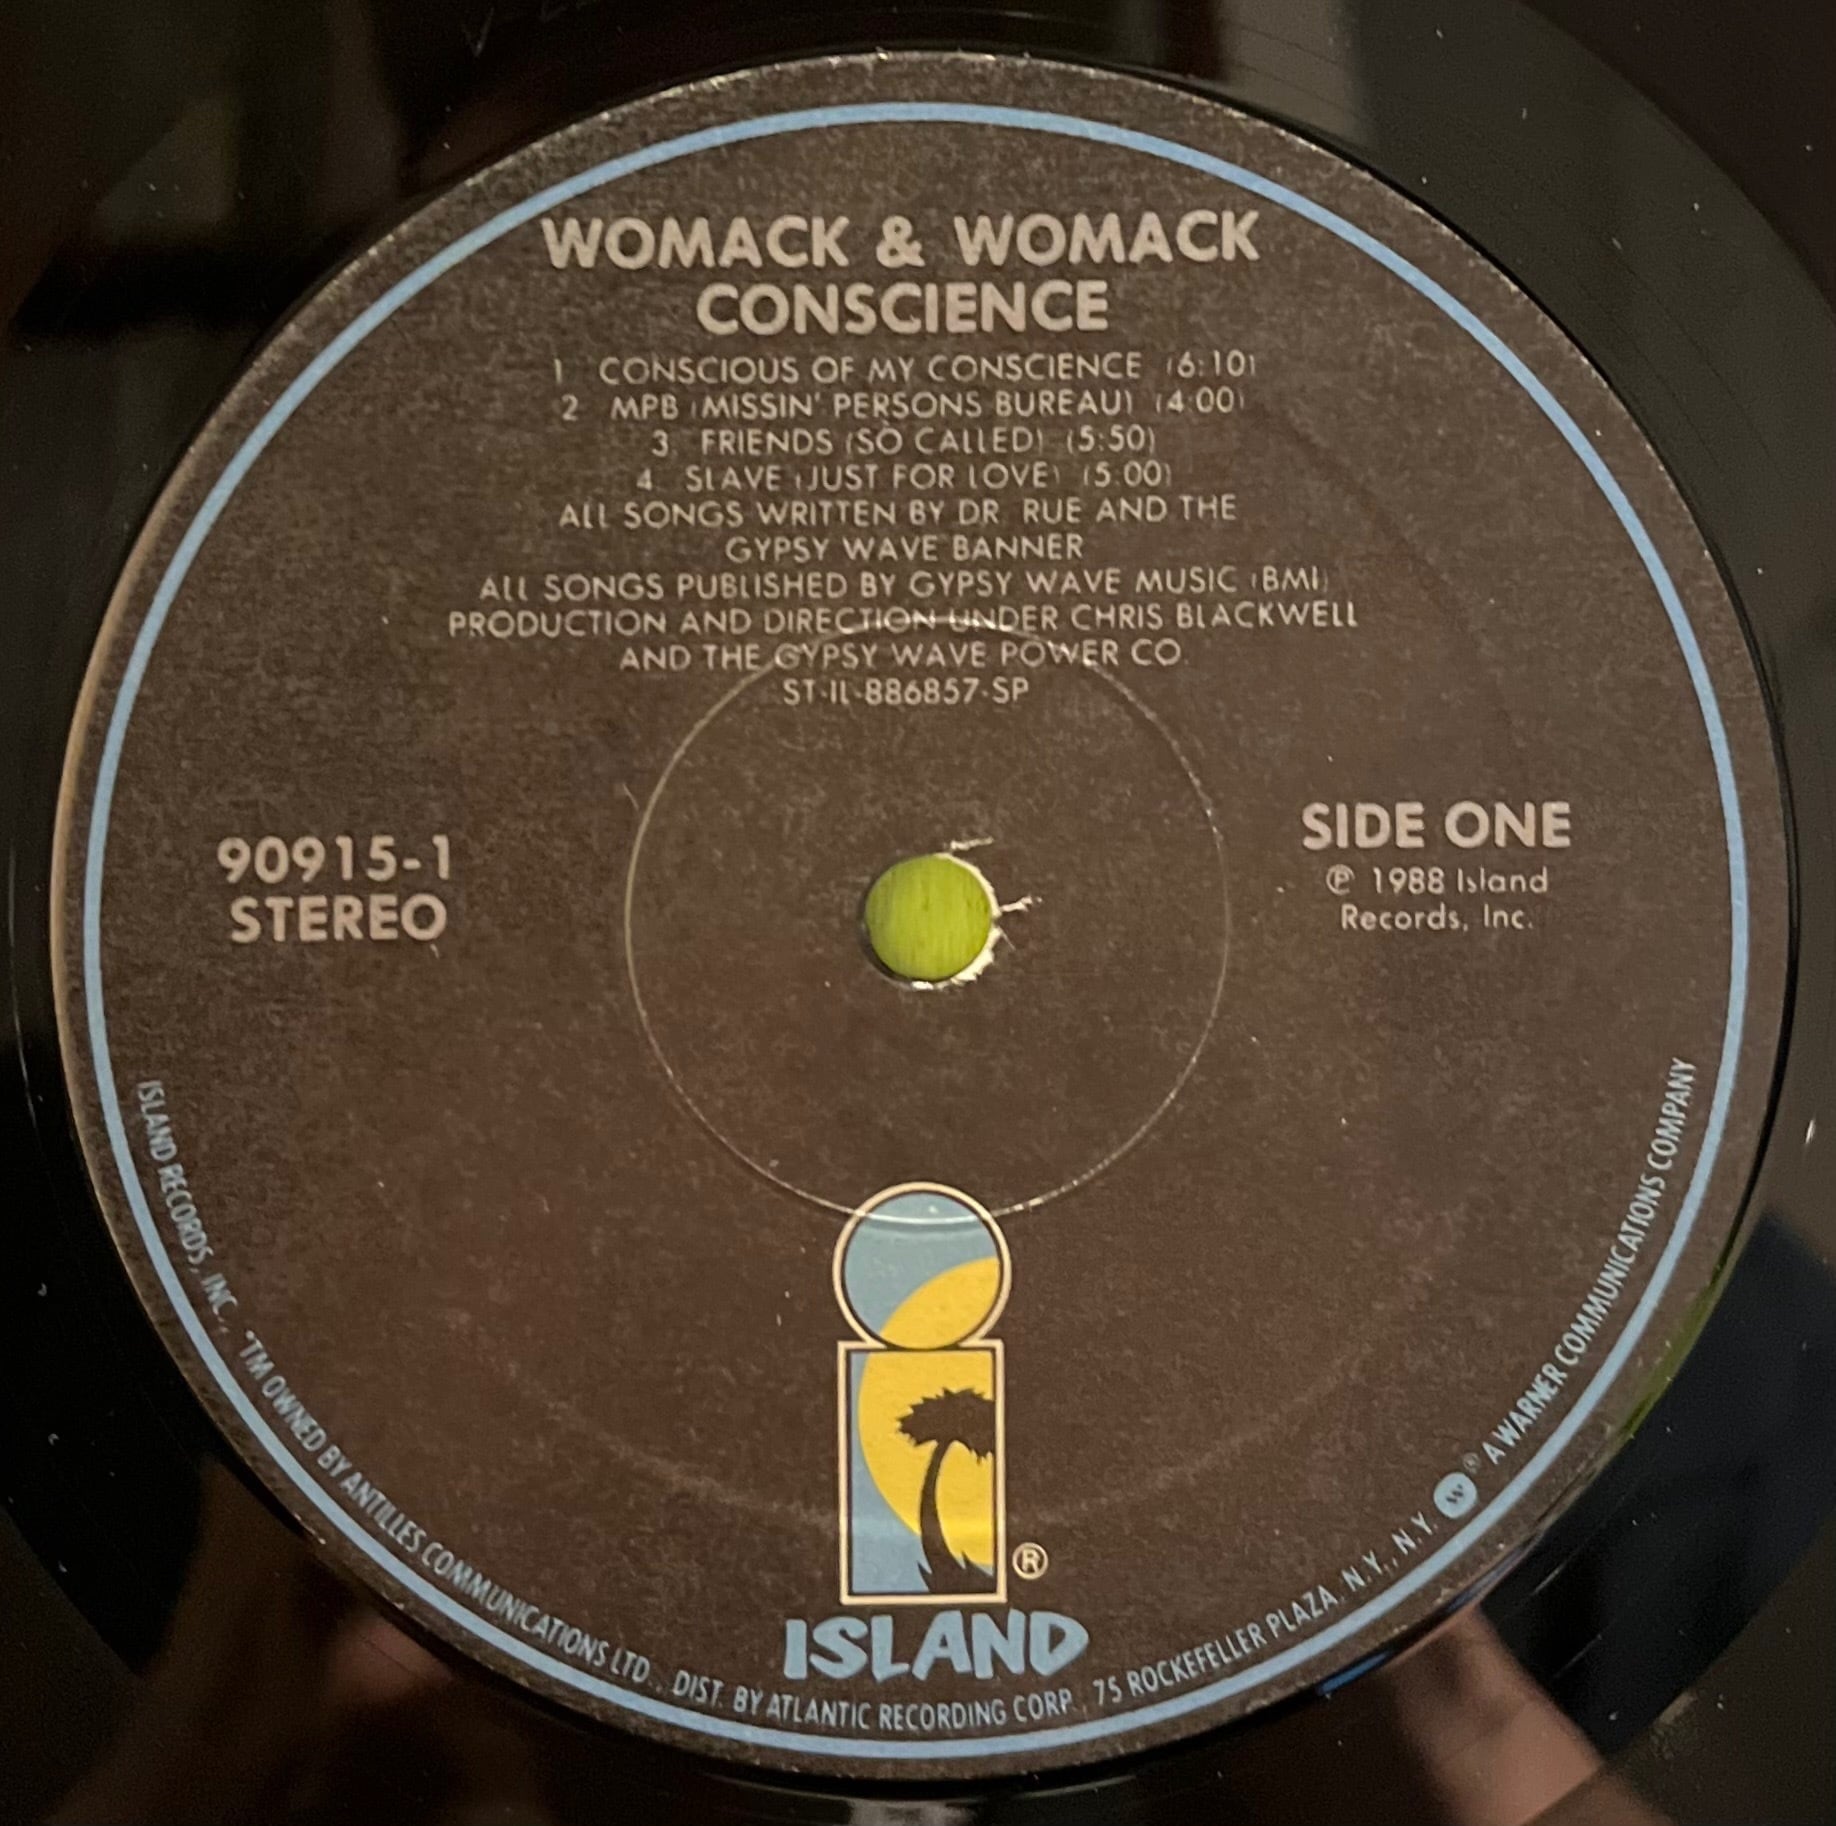 WOMACK & WOMACK
CONSCIENCE
1 CONSCIOUS OF MY CONSCIENCE (6:10)
2 MPB (MISSIN' PERSONS BUREAU) (4:00)
3. FRIENDS (SO CALLED) (5:50)
4. SLAVE (JUST FOR LOVE) (5:00)
ALL SONGS WRITTEN BY DR. RUE AND THE
GYPSY WAVE BANNER
ALL SONGS PUBLISHED BY GYPSY WAVE MUSIC (BMI)
PRODUCTION AND DIRECTION UNDER CHRIS BLACKWELL
AND THE GYPSY WAVE POWER CO.
ST-IL-886857-SP
90915-1
STEREO
SIDE ONE
℗ 1988 Island
Records, Inc.
®
ISLAND
ISLAND RECORDS, INC., *TM OWNED BY ANTILLES COMMUNICATIONS LTD., DIST. BY ATLANTIC RECORDING CORP., 75 ROCKEFELLER PLAZA, N.Y., N.Y. ® A WARNER COMMUNICATIONS COMPANY